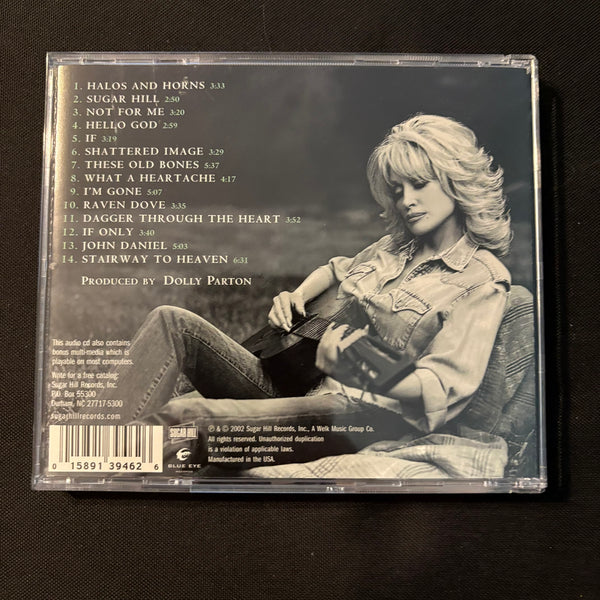 1. HALOS AND HORNS 3:33
2. SUGAR HILL 2:50
3. NOT FOR ME 3:20
4. HELLO GOD 2:59
5. IF 3:19
6. SHATTERED IMAGE 3:29
7. THESE OLD BONES 5:37
8. WHAT A HEARTACHE 4:17
9. I'M GONE 5:07
10. RAVEN DOVE 3:35
11. DAGGER THROUGH THE HEART 3:52
12. IF ONLY 3:40
13. JOHN DANIEL 5:03
14. STAIRWAY TO HEAVEN 6:31
PRODUCED BY DOLLY PARTON
This audio cd also contains
bonus multi-media which is
playable on most computers.
Write for a free catalog:
Sugar Hill Records, Inc.
P.O. Box 55300
Durham, NC 27717-5300
sugarhillrecords.com
0 15891 39462 6
SUGAR HILL
BLUE EYE
RECORDS
℗ & © 2002 Sugar Hill Records, Inc., A Welk Music Group Co.
All rights reserved. Unauthorized duplication
is a violation of applicable laws.
Manufactured in the USA.